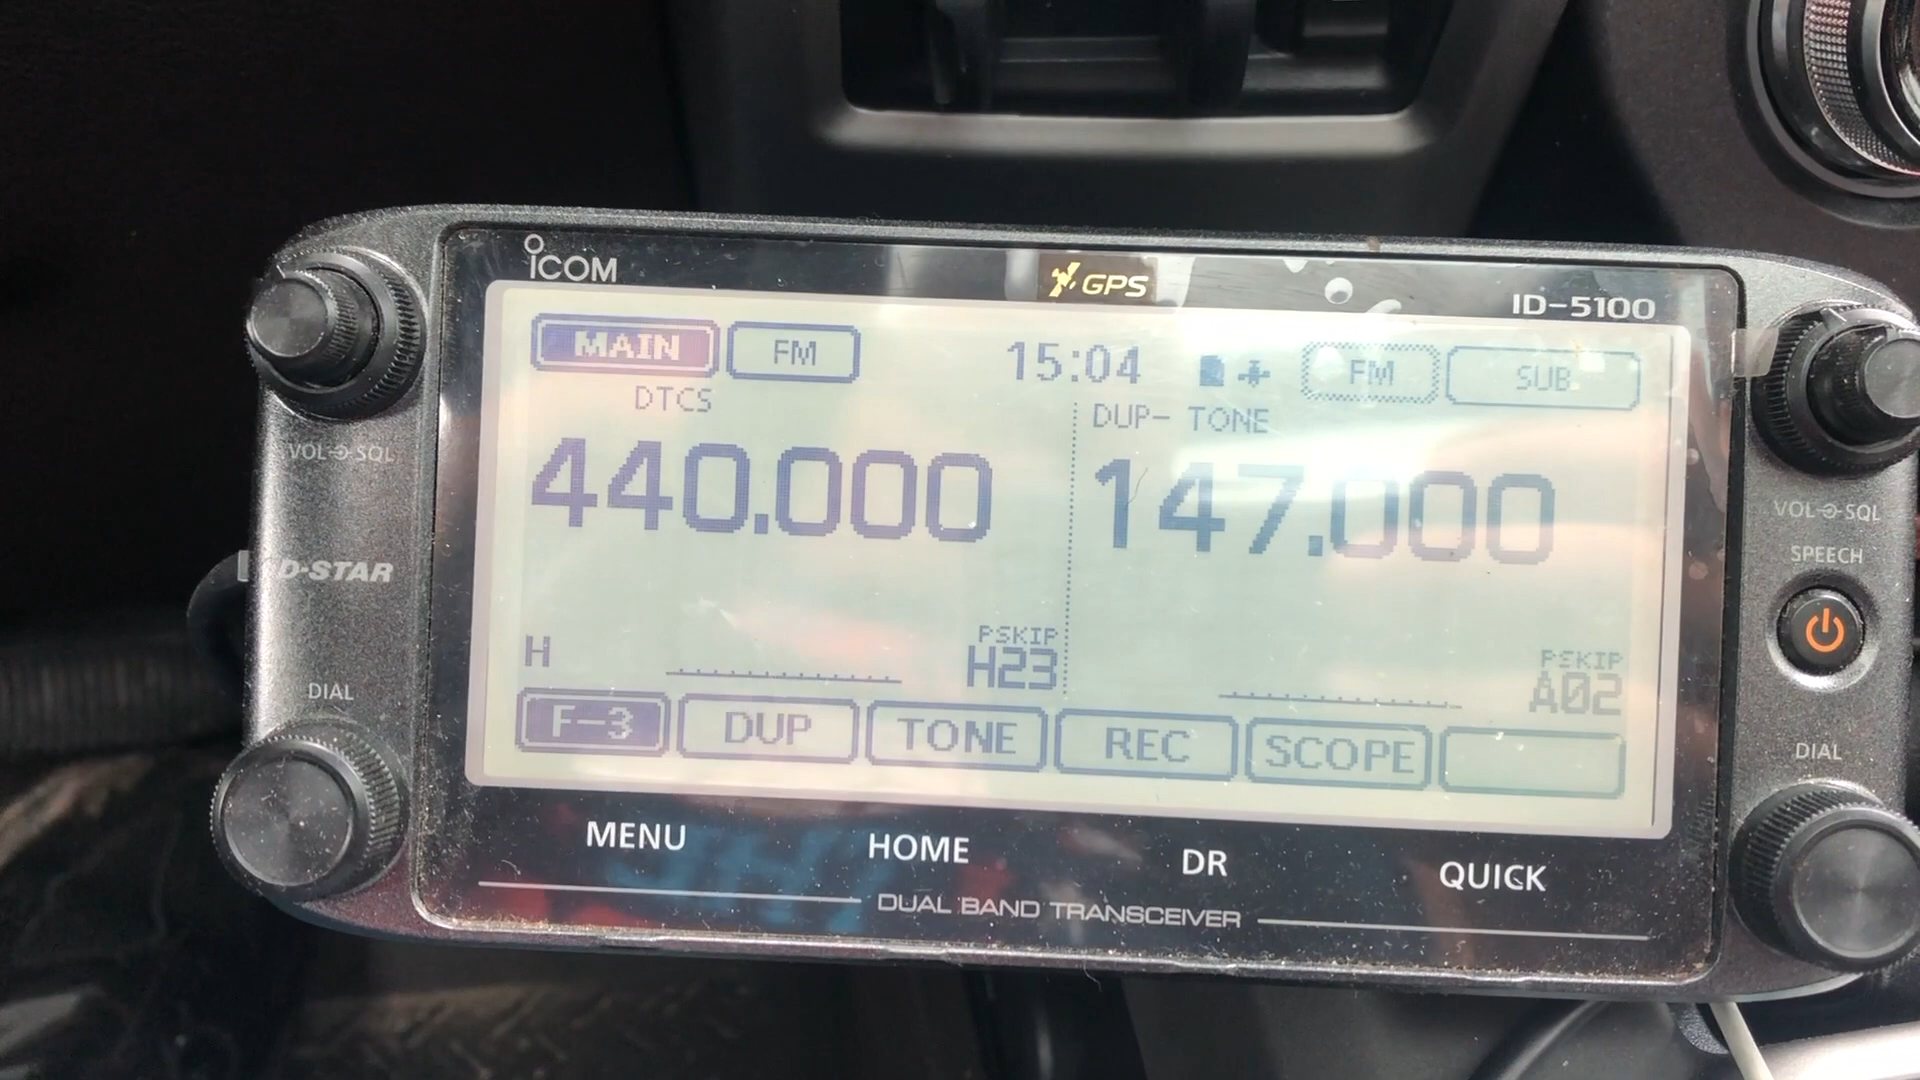 ICOM
GPS
ID-5100
MAIN FM 15:04 FM SUB
DTCS
DUP- TONE
440.000
147.000
VOL SQL
VOL SQL
SPEECH
D-STAR
H
PSKIP
H23
PSKIP
A02
DIAL
DIAL
F-3 DUP TONE REC SCOPE
MENU HOME DR QUICK
DUAL BAND TRANSCEIVER